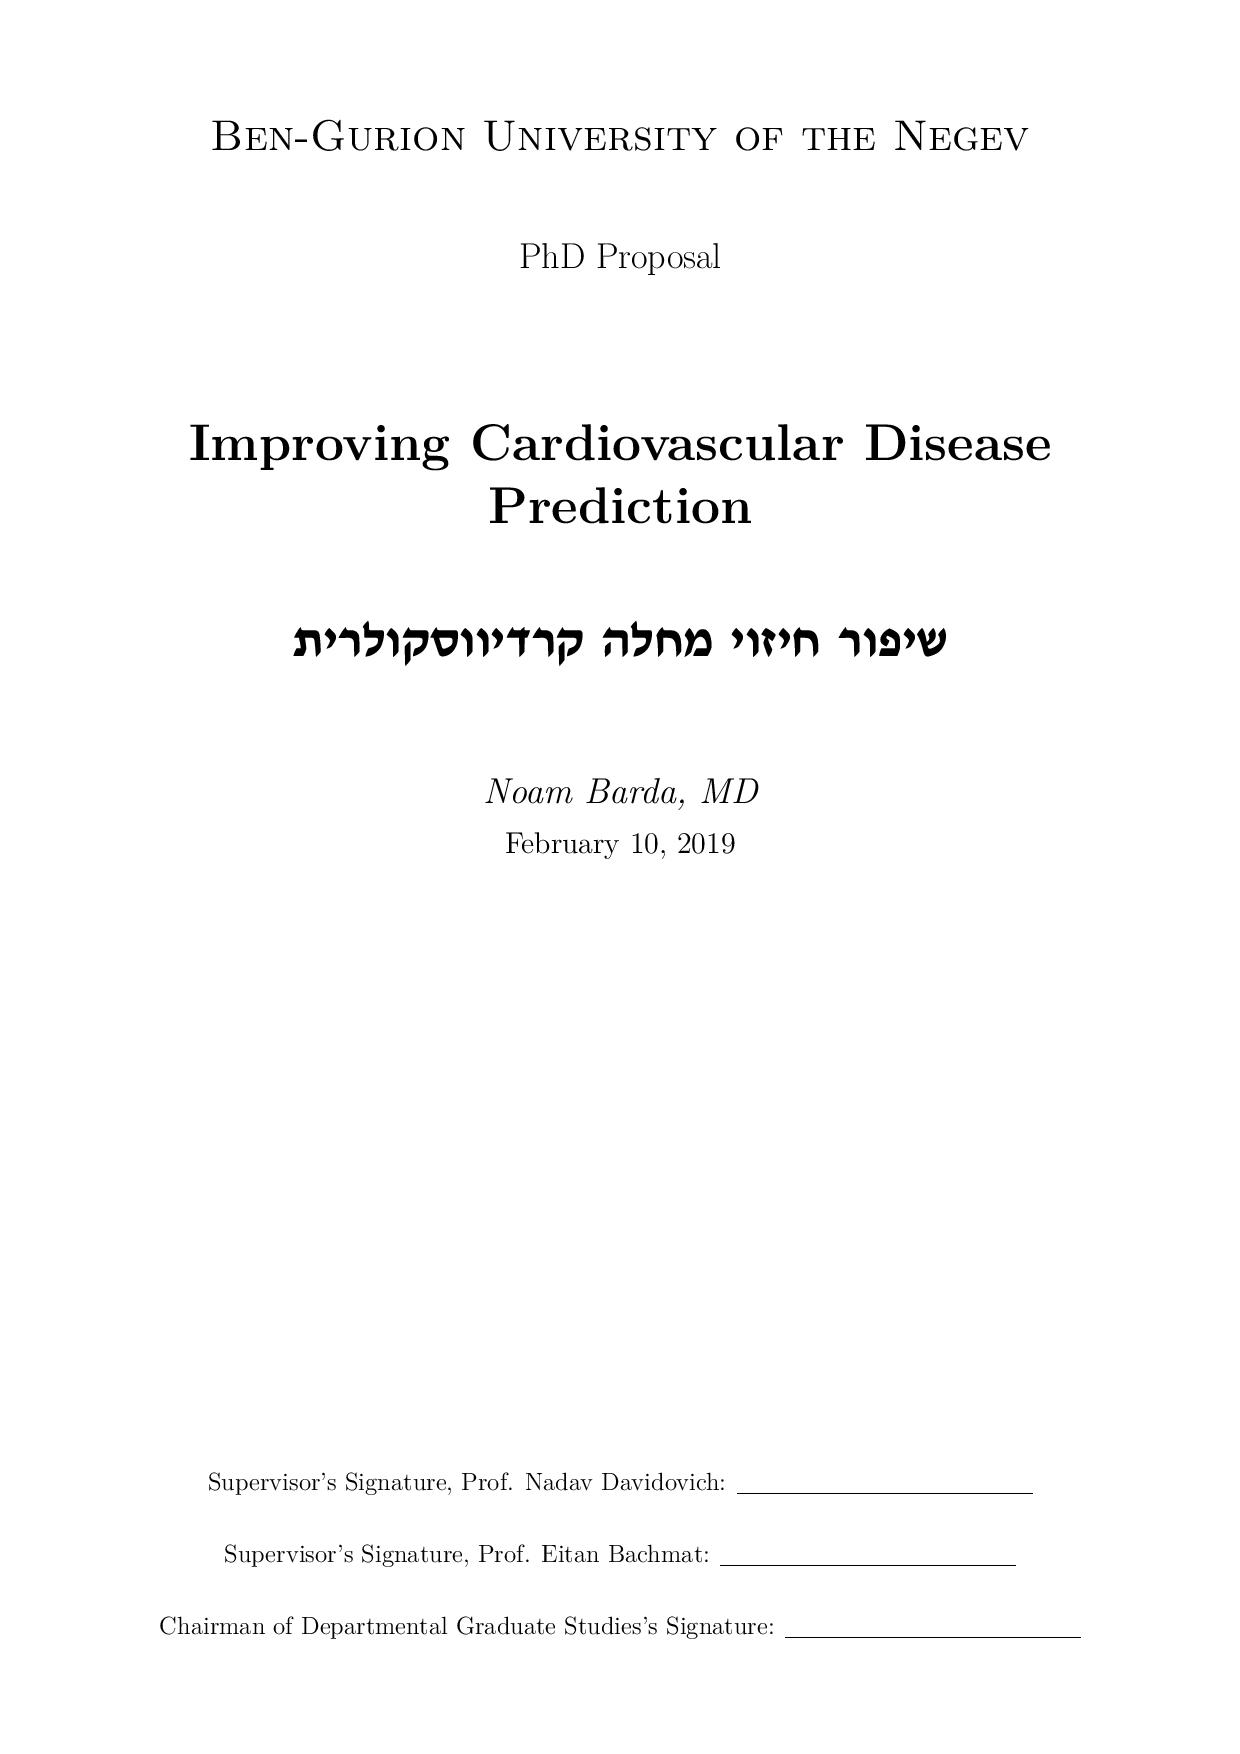 Ben-Gurion University of the Negev
PhD Proposal
Improving Cardiovascular Disease
Prediction
שיפור חיזוי מחלה קרדיווסקולרית
Noam Barda, MD
February 10, 2019
Supervisor's Signature, Prof. Nadav Davidovich:
Supervisor's Signature, Prof. Eitan Bachmat:
Chairman of Departmental Graduate Studies's Signature: